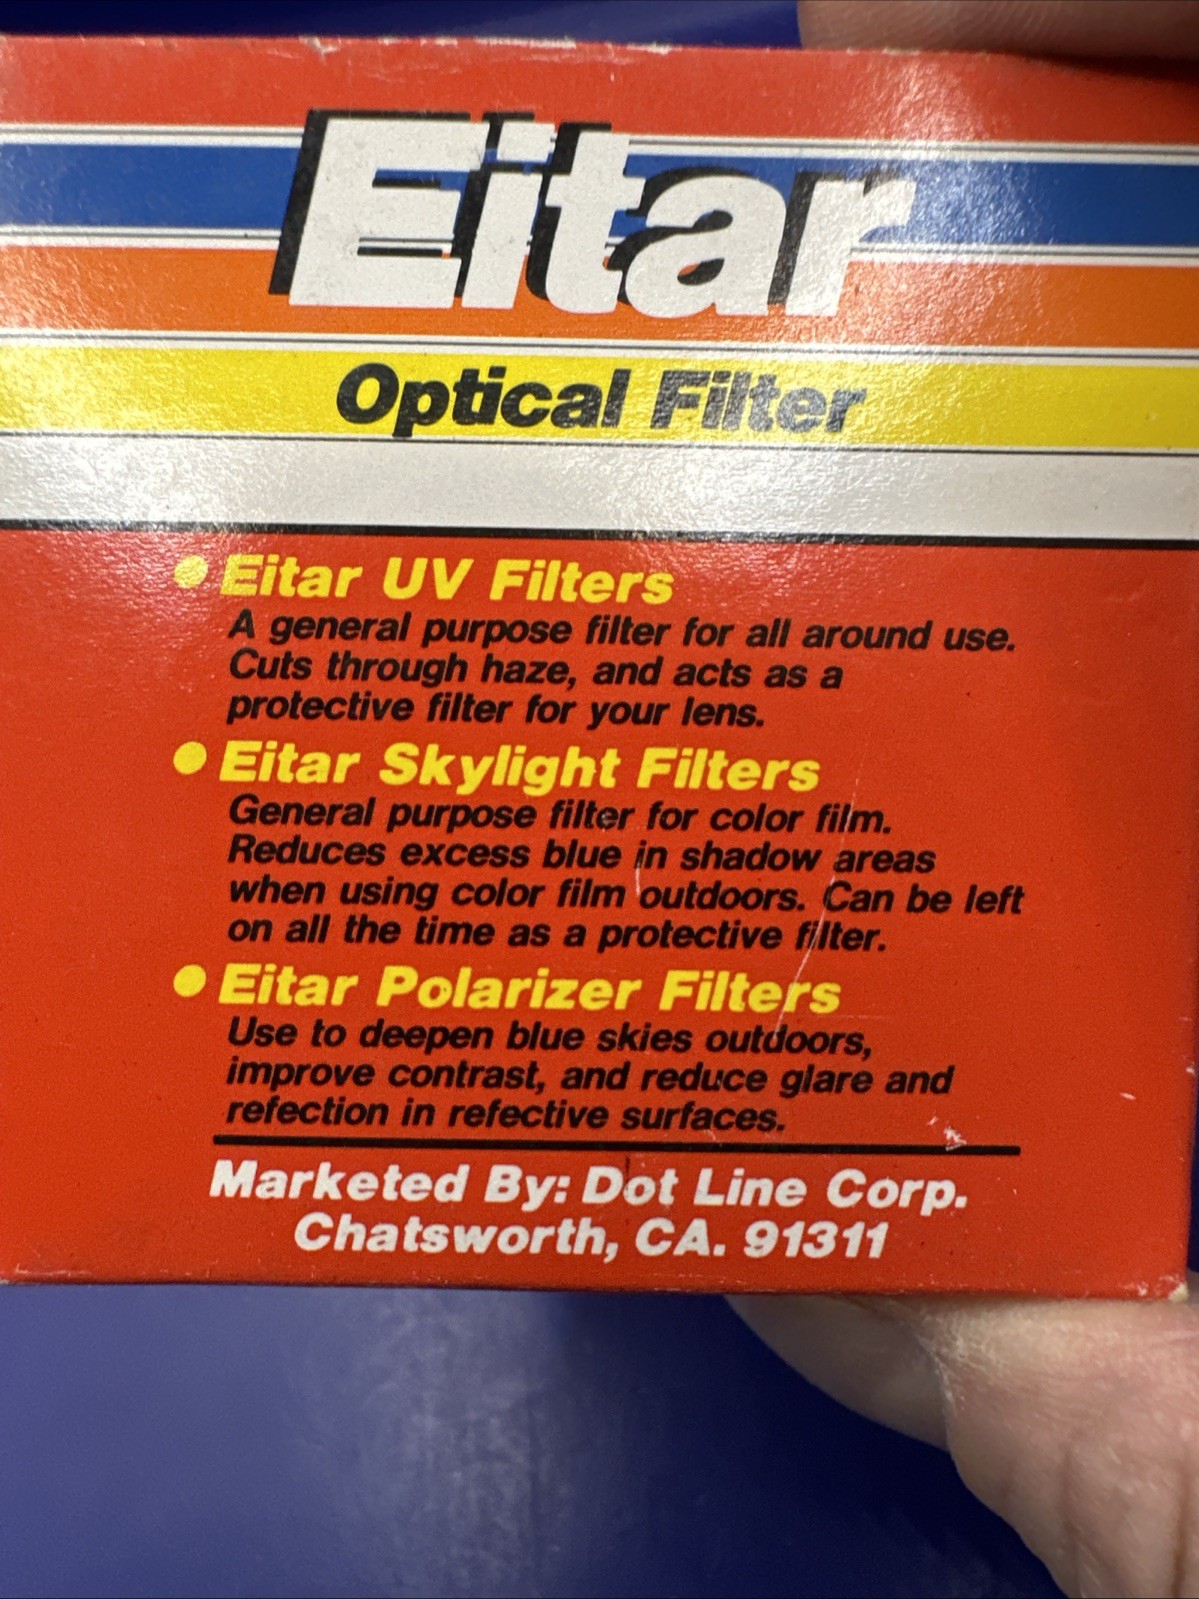 Eitar
Optical Filter
• Eitar UV Filters
A general purpose filter for all around use.
Cuts through haze, and acts as a
protective filter for your lens.
• Eitar Skylight Filters
General purpose filter for color film.
Reduces excess blue in shadow areas
when using color film outdoors. Can be left
on all the time as a protective filter.
• Eitar Polarizer Filters
Use to deepen blue skies outdoors,
improve contrast, and reduce glare and
refection in refective surfaces.
Marketed By: Dot Line Corp.
Chatsworth, CA. 91311